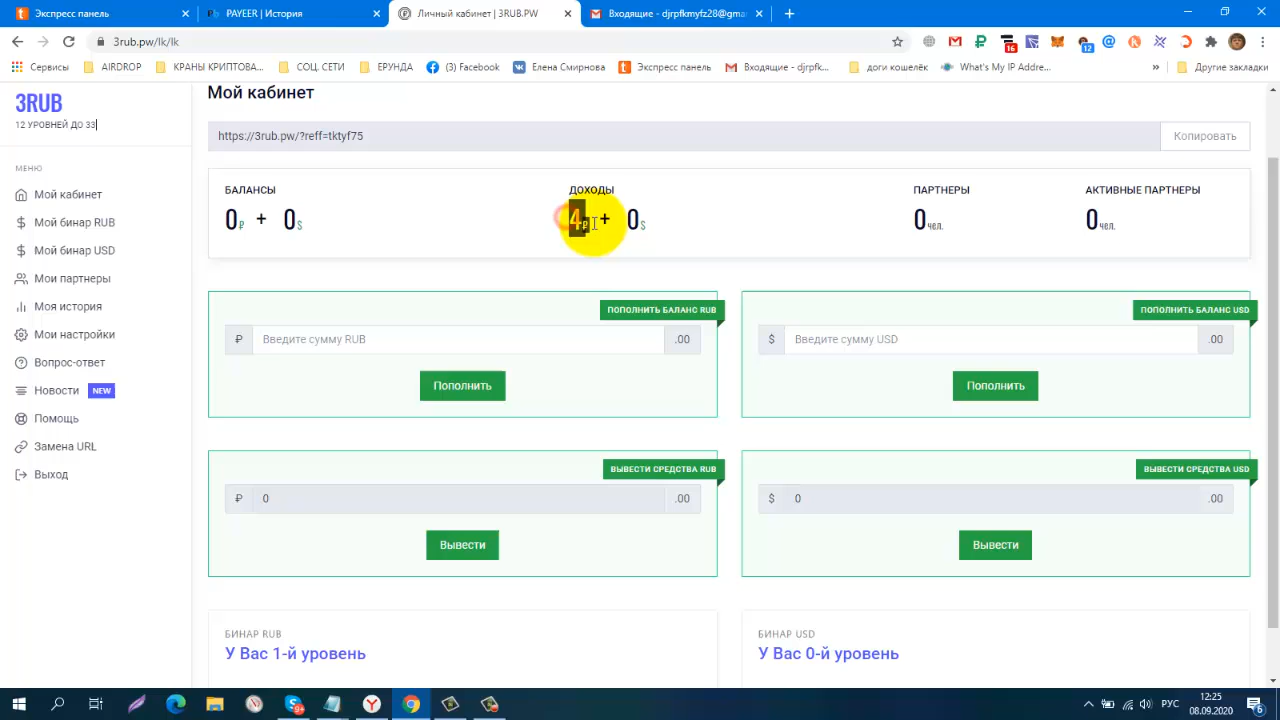 Экспресс панель
PAYEER | История
Личный кабинет | 3RUB.PW
Входящие - djrpfkmyfz28@gma
3rub.pw/lk/lk
16
12
Сервисы
AIRDROP
КРАНЫ КРИПТОВА...
СОЦ. СЕТИ
ЕРУНДА
(3) Facebook
Елена Смирнова
Экспресс панель
Входящие - djrpfk...
доги кошелёк
What's My IP Addre...
»
Другие закладки
3RUB
12 УРОВНЕЙ ДО 33
МЕНЮ
Мой кабинет
Мой бинар RUB
Мой бинар USD
Мои партнеры
Моя история
Мои настройки
Вопрос-ответ
Новости NEW
Помощь
Замена URL
Выход
Мой кабинет
https://3rub.pw/?reff=tktyf75
Копировать
БАЛАНСЫ
0₽ + 0$
ДОХОДЫ
4₽ + 0$
ПАРТНЕРЫ
0чел.
АКТИВНЫЕ ПАРТНЕРЫ
0чел.
ПОПОЛНИТЬ БАЛАНС RUB
₽ Введите сумму RUB .00
Пополнить
ПОПОЛНИТЬ БАЛАНС USD
$ Введите сумму USD .00
Пополнить
ВЫВЕСТИ СРЕДСТВА RUB
₽ 0 .00
Вывести
ВЫВЕСТИ СРЕДСТВА USD
$ 0 .00
Вывести
БИНАР RUB
У Вас 1-й уровень
БИНАР USD
У Вас 0-й уровень
9+
РУС
12:25
08.09.2020
6